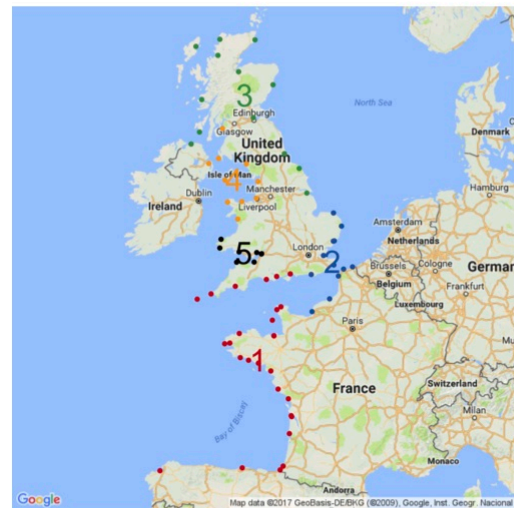 North Sea
3
Edinburgh
Glasgow
Denmark
United
Kingdom
Isle of Man
4
Hamburg
Dublin
Manchester
Ireland
Liverpool
Amsterdam
Netherlands
5
London
2
Brussels
Cologne
German
Belgium
Frankfurt
Luxembourg
Paris
Mu
1
France
Switzerland
Milan
Bay of Biscay
Monaco
Andorra
Google
Map data ©2017 GeoBasis-DE/BKG (©2009), Google, Inst. Geogr. Nacional